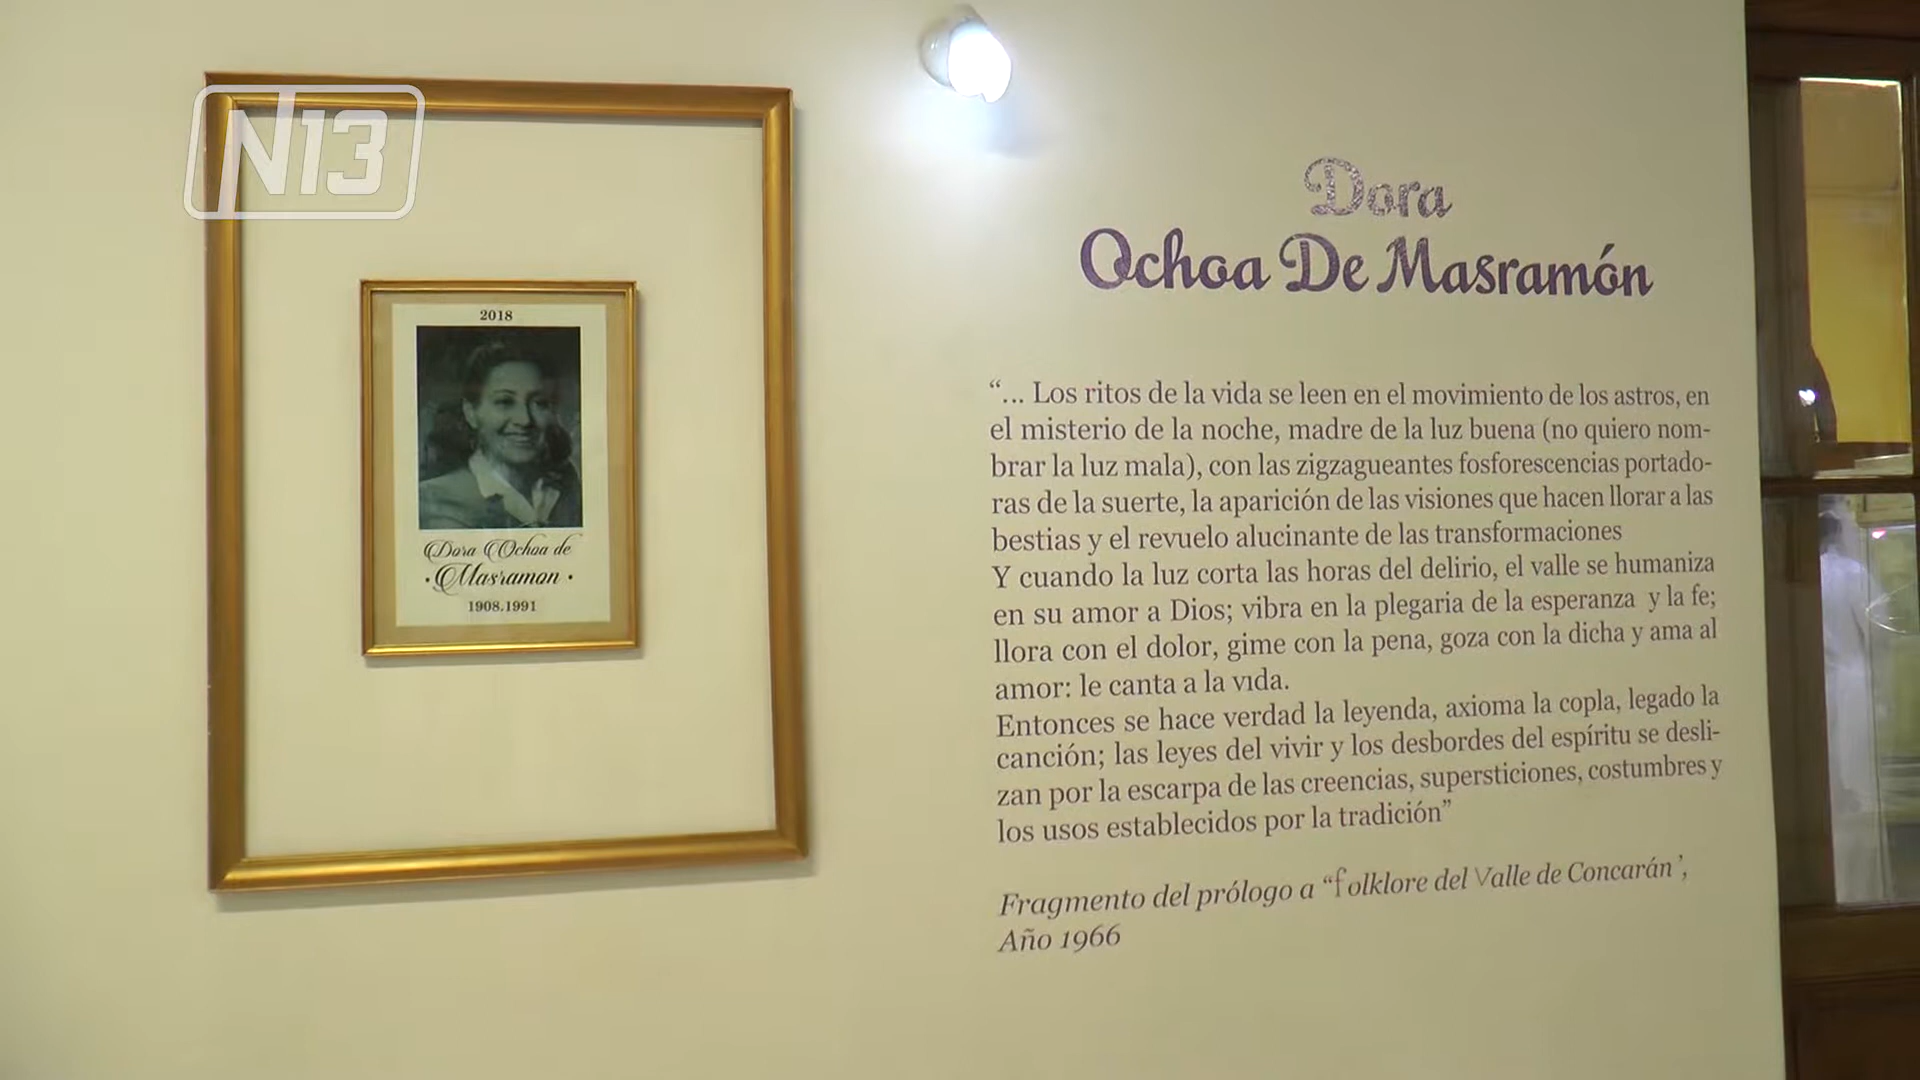 N13
2018
Dora Ochoa de
· Masramon ·
1908.1991
Dora
Ochoa De Masramón
“... Los ritos de la vida se leen en el movimiento de los astros, en
el misterio de la noche, madre de la luz buena (no quiero nom-
brar la luz mala), con las zigzagueantes fosforescencias portado-
ras de la suerte, la aparición de las visiones que hacen llorar a las
bestias y el revuelo alucinante de las transformaciones
Y cuando la luz corta las horas del delirio, el valle se humaniza
en su amor a Dios; vibra en la plegaria de la esperanza y la fe;
llora con el dolor, gime con la pena, goza con la dicha y ama al
amor: le canta a la vida.
Entonces se hace verdad la leyenda, axioma la copla, legado la
canción; las leyes del vivir y los desbordes del espíritu se desli-
zan por la escarpa de las creencias, supersticiones, costumbres y
los usos establecidos por la tradición”
Fragmento del prólogo a “folklore del Valle de Concarán’,
Año 1966